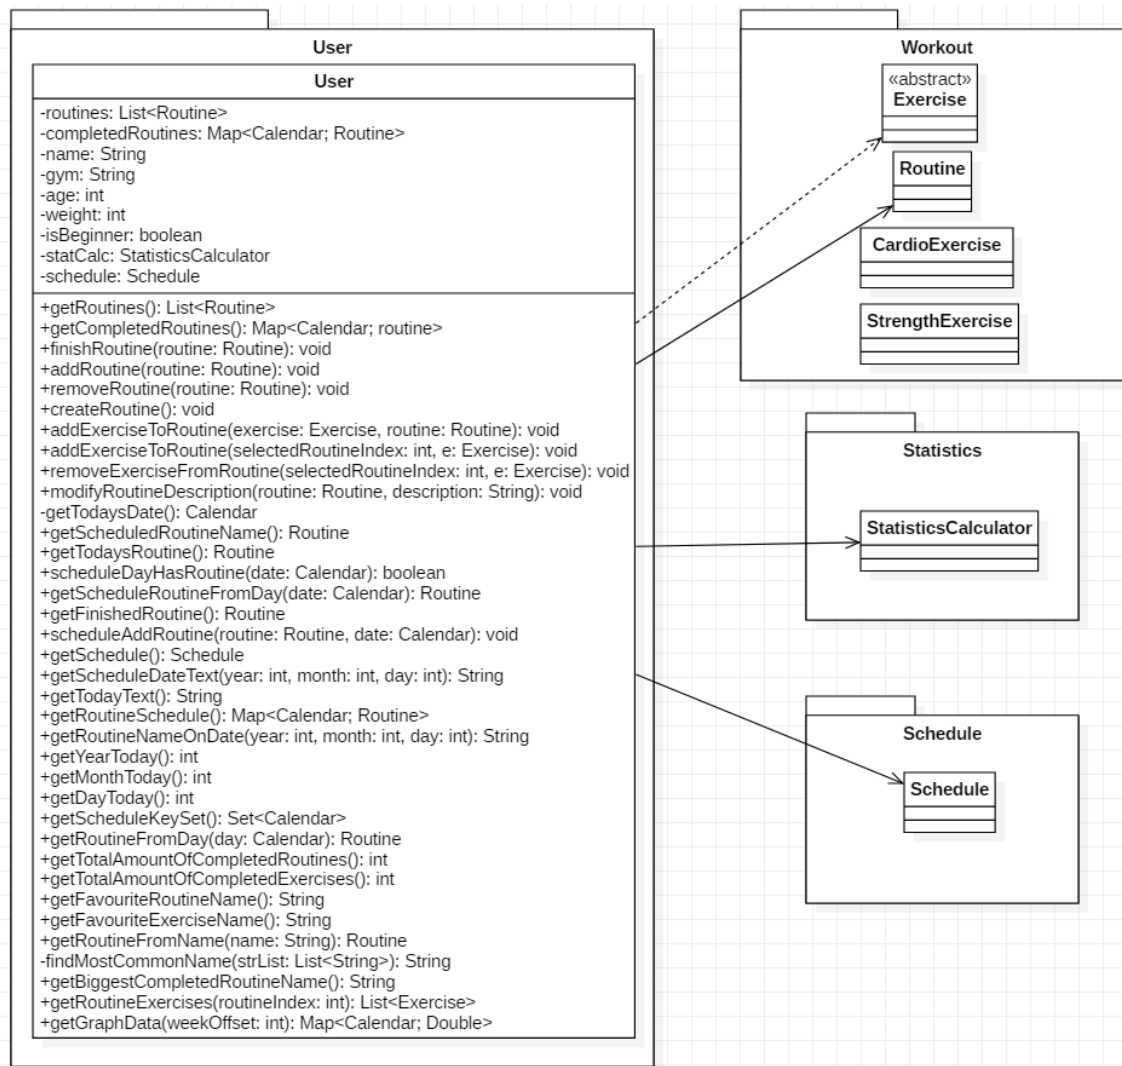 User
User
-routines: List<Routine>
-completedRoutines: Map<Calendar; Routine>
-name: String
-gym: String
-age: int
-weight: int
-isBeginner: boolean
-statCalc: StatisticsCalculator
-schedule: Schedule
+getRoutines(): List<Routine>
+getCompletedRoutines(): Map<Calendar; routine>
+finishRoutine(routine: Routine): void
+addRoutine(routine: Routine): void
+removeRoutine(routine: Routine): void
+createRoutine(): void
+addExerciseToRoutine(exercise: Exercise, routine: Routine): void
+addExerciseToRoutine(selectedRoutineIndex: int, e: Exercise): void
+removeExerciseFromRoutine(selectedRoutineIndex: int, e: Exercise): void
+modifyRoutineDescription(routine: Routine, description: String): void
-getTodaysDate(): Calendar
+getScheduledRoutineName(): Routine
+getTodaysRoutine(): Routine
+scheduleDayHasRoutine(date: Calendar): boolean
+getScheduleRoutineFromDay(date: Calendar): Routine
+getFinishedRoutine(): Routine
+scheduleAddRoutine(routine: Routine, date: Calendar): void
+getSchedule(): Schedule
+getScheduleDateText(year: int, month: int, day: int): String
+getTodayText(): String
+getRoutineSchedule(): Map<Calendar; Routine>
+getRoutineNameOnDate(year: int, month: int, day: int): String
+getYearToday(): int
+getMonthToday(): int
+getDayToday(): int
+getScheduleKeySet(): Set<Calendar>
+getRoutineFromDay(day: Calendar): Routine
+getTotalAmountOfCompletedRoutines(): int
+getTotalAmountOfCompletedExercises(): int
+getFavouriteRoutineName(): String
+getFavouriteExerciseName(): String
+getRoutineFromName(name: String): Routine
-findMostCommonName(strList: List<String>): String
+getBiggestCompletedRoutineName(): String
+getRoutineExercises(routineIndex: int): List<Exercise>
+getGraphData(weekOffset: int): Map<Calendar; Double>
Workout
«abstract»
Exercise
Routine
CardioExercise
StrengthExercise
Statistics
StatisticsCalculator
Schedule
Schedule